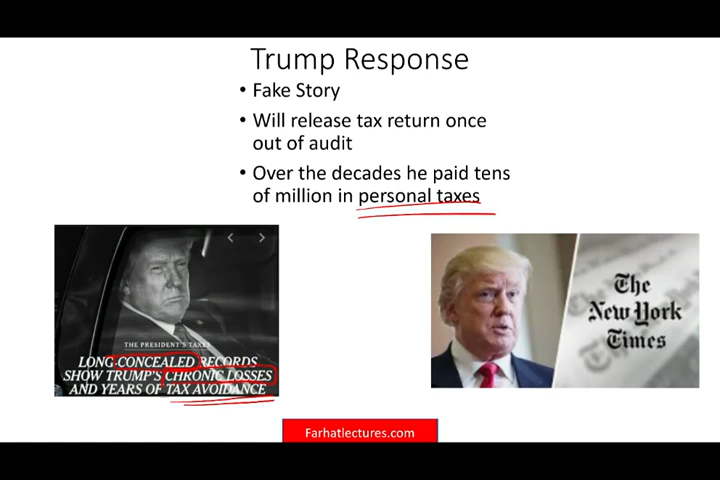 Trump Response
• Fake Story
• Will release tax return once
out of audit
• Over the decades he paid tens
of million in personal taxes
THE PRESIDENT'S TAXES
LONG-CONCEALED RECORDS
SHOW TRUMP'S CHRONIC LOSSES
AND YEARS OF TAX AVOIDANCE
The
New York
Times
Farhatlectures.com